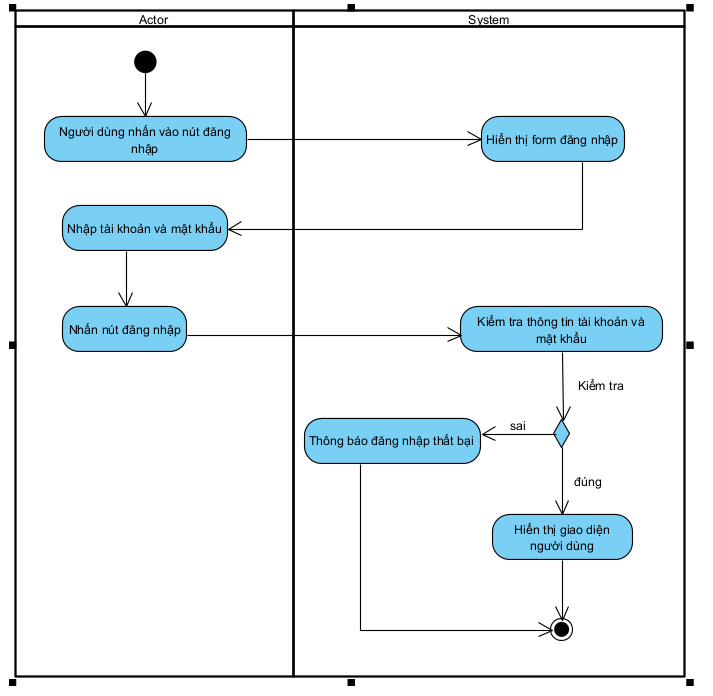 Actor
System
Người dùng nhấn vào nút đăng
nhập
Hiển thị form đăng nhập
Nhập tài khoản và mật khẩu
Nhấn nút đăng nhập
Kiểm tra thông tin tài khoản và
mật khẩu
Kiểm tra
sai
Thông báo đăng nhập thất bại
đúng
Hiển thị giao diện
người dùng